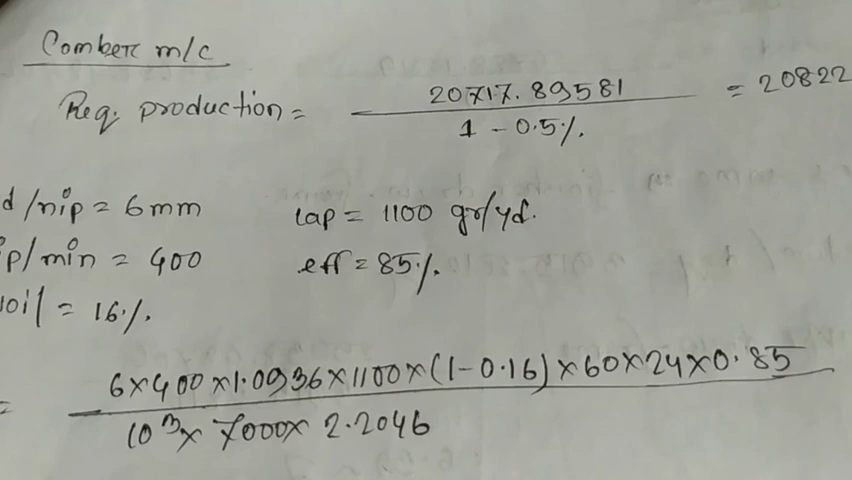 Comber m/c
Req. production = 20717.89581 / 1 - 0.5% = 20822
d/nip = 6mm lap = 1100 gr/yd.
p/min = 400 eff = 85%.
oil = 16%.
= 6×400×1.0936×1100×(1-0.16)×60×24×0.85
10³× 7000× 2.2046